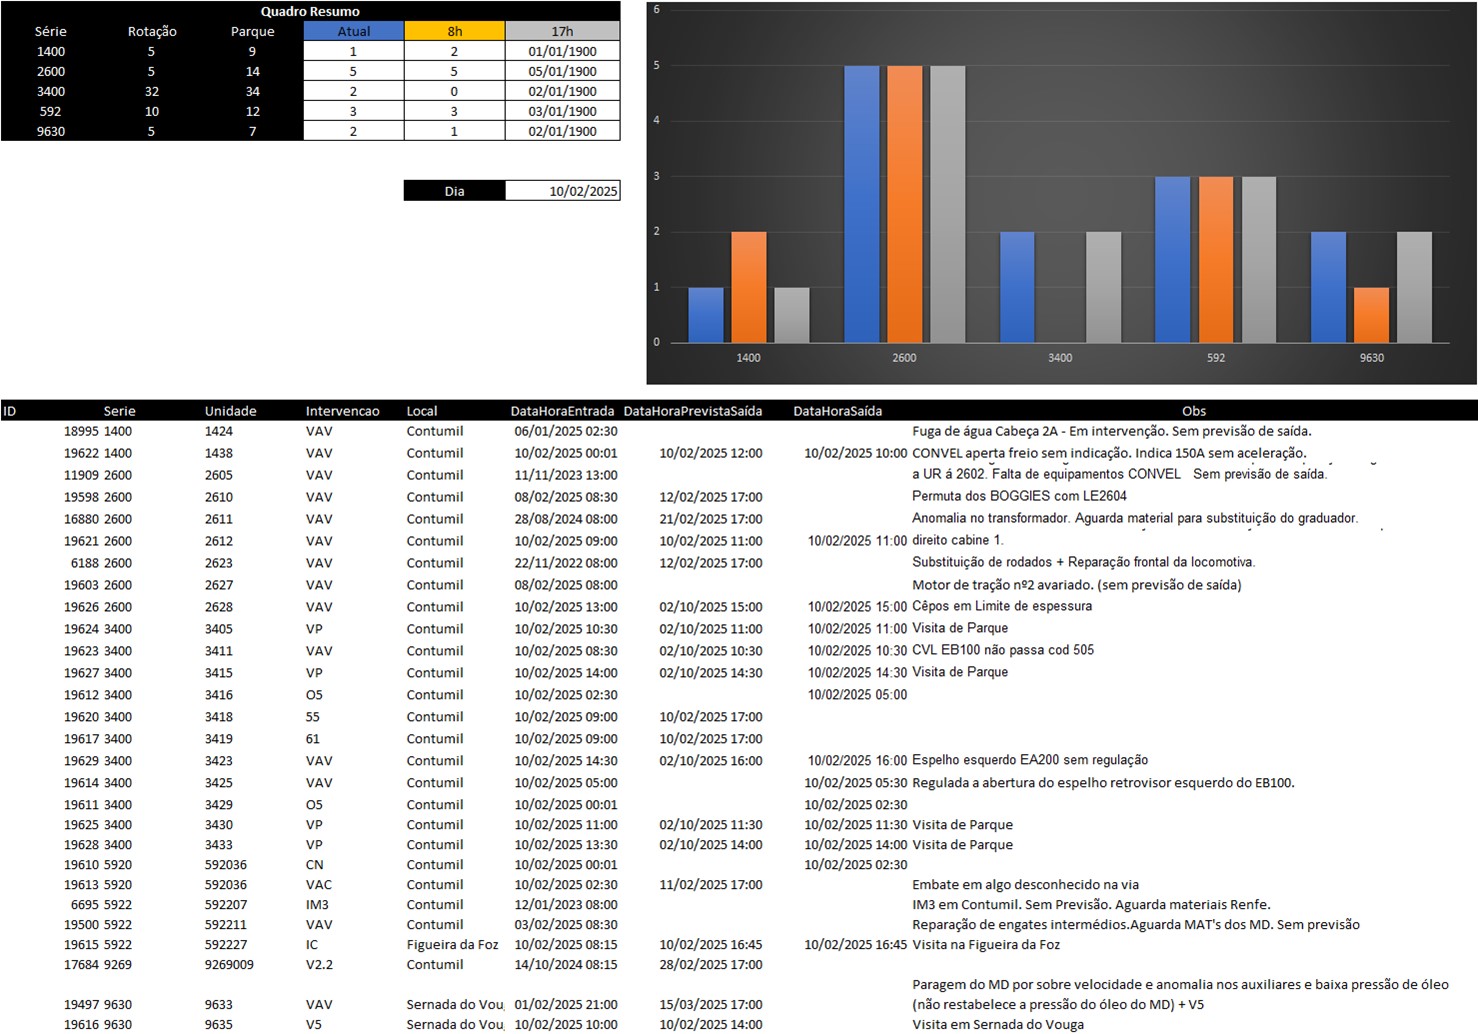 Quadro Resumo
Série Rotação Parque Atual 8h 17h
1400 5 9 1 2 01/01/1900
2600 5 14 5 5 05/01/1900
3400 32 34 2 0 02/01/1900
592 10 12 3 3 03/01/1900
9630 5 7 2 1 02/01/1900
Dia 10/02/2025
6
5
4
3
2
1
0
1400 2600 3400 592 9630
ID Serie Unidade Intervencao Local DataHoraEntrada DataHoraPrevistaSaída DataHoraSaída Obs
18995 1400 1424 VAV Contumil 06/01/2025 02:30 Fuga de água Cabeça 2A - Em intervenção. Sem previsão de saída.
19622 1400 1438 VAV Contumil 10/02/2025 00:01 10/02/2025 12:00 10/02/2025 10:00 CONVEL aperta freio sem indicação. Indica 150A sem aceleração.
11909 2600 2605 VAV Contumil 11/11/2023 13:00 a UR á 2602. Falta de equipamentos CONVEL Sem previsão de saída.
19598 2600 2610 VAV Contumil 08/02/2025 08:30 12/02/2025 17:00 Permuta dos BOGGIES com LE2604
16880 2600 2611 VAV Contumil 28/08/2024 08:00 21/02/2025 17:00 Anomalia no transformador. Aguarda material para substituição do graduador.
19621 2600 2612 VAV Contumil 10/02/2025 09:00 10/02/2025 11:00 10/02/2025 11:00 direito cabine 1.
6188 2600 2623 VAV Contumil 22/11/2022 08:00 12/02/2025 17:00 Substituição de rodados + Reparação frontal da locomotiva.
19603 2600 2627 VAV Contumil 08/02/2025 08:00 Motor de tração nº2 avariado. (sem previsão de saída)
19626 2600 2628 VAV Contumil 10/02/2025 13:00 02/10/2025 15:00 10/02/2025 15:00 Cêpos em Limite de espessura
19624 3400 3405 VP Contumil 10/02/2025 10:30 02/10/2025 11:00 10/02/2025 11:00 Visita de Parque
19623 3400 3411 VAV Contumil 10/02/2025 08:30 02/10/2025 10:30 10/02/2025 10:30 CVL EB100 não passa cod 505
19627 3400 3415 VP Contumil 10/02/2025 14:00 02/10/2025 14:30 10/02/2025 14:30 Visita de Parque
19612 3400 3416 O5 Contumil 10/02/2025 02:30 10/02/2025 05:00
19620 3400 3418 55 Contumil 10/02/2025 09:00 10/02/2025 17:00
19617 3400 3419 61 Contumil 10/02/2025 09:00 10/02/2025 17:00
19629 3400 3423 VAV Contumil 10/02/2025 14:30 02/10/2025 16:00 10/02/2025 16:00 Espelho esquerdo EA200 sem regulação
19614 3400 3425 VAV Contumil 10/02/2025 05:00 10/02/2025 05:30 Regulada a abertura do espelho retrovisor esquerdo do EB100.
19611 3400 3429 O5 Contumil 10/02/2025 00:01 10/02/2025 02:30
19625 3400 3430 VP Contumil 10/02/2025 11:00 02/10/2025 11:30 10/02/2025 11:30 Visita de Parque
19628 3400 3433 VP Contumil 10/02/2025 13:30 02/10/2025 14:00 10/02/2025 14:00 Visita de Parque
19610 5920 592036 CN Contumil 10/02/2025 00:01 10/02/2025 02:30
19613 5920 592036 VAC Contumil 10/02/2025 02:30 11/02/2025 17:00 Embate em algo desconhecido na via
6695 5922 592207 IM3 Contumil 12/01/2023 08:00 IM3 em Contumil. Sem Previsão. Aguarda materiais Renfe.
19500 5922 592211 VAV Contumil 03/02/2025 08:30 Reparação de engates intermédios.Aguarda MAT's dos MD. Sem previsão
19615 5922 592227 IC Figueira da Foz 10/02/2025 08:15 10/02/2025 16:45 10/02/2025 16:45 Visita na Figueira da Foz
17684 9269 9269009 V2.2 Contumil 14/10/2024 08:15 28/02/2025 17:00
Paragem do MD por sobre velocidade e anomalia nos auxiliares e baixa pressão de óleo
19497 9630 9633 VAV Sernada do Vou 01/02/2025 21:00 15/03/2025 17:00 (não restabelece a pressão do óleo do MD) + V5
19616 9630 9635 V5 Sernada do Vou 10/02/2025 10:00 10/02/2025 14:00 Visita em Sernada do Vouga